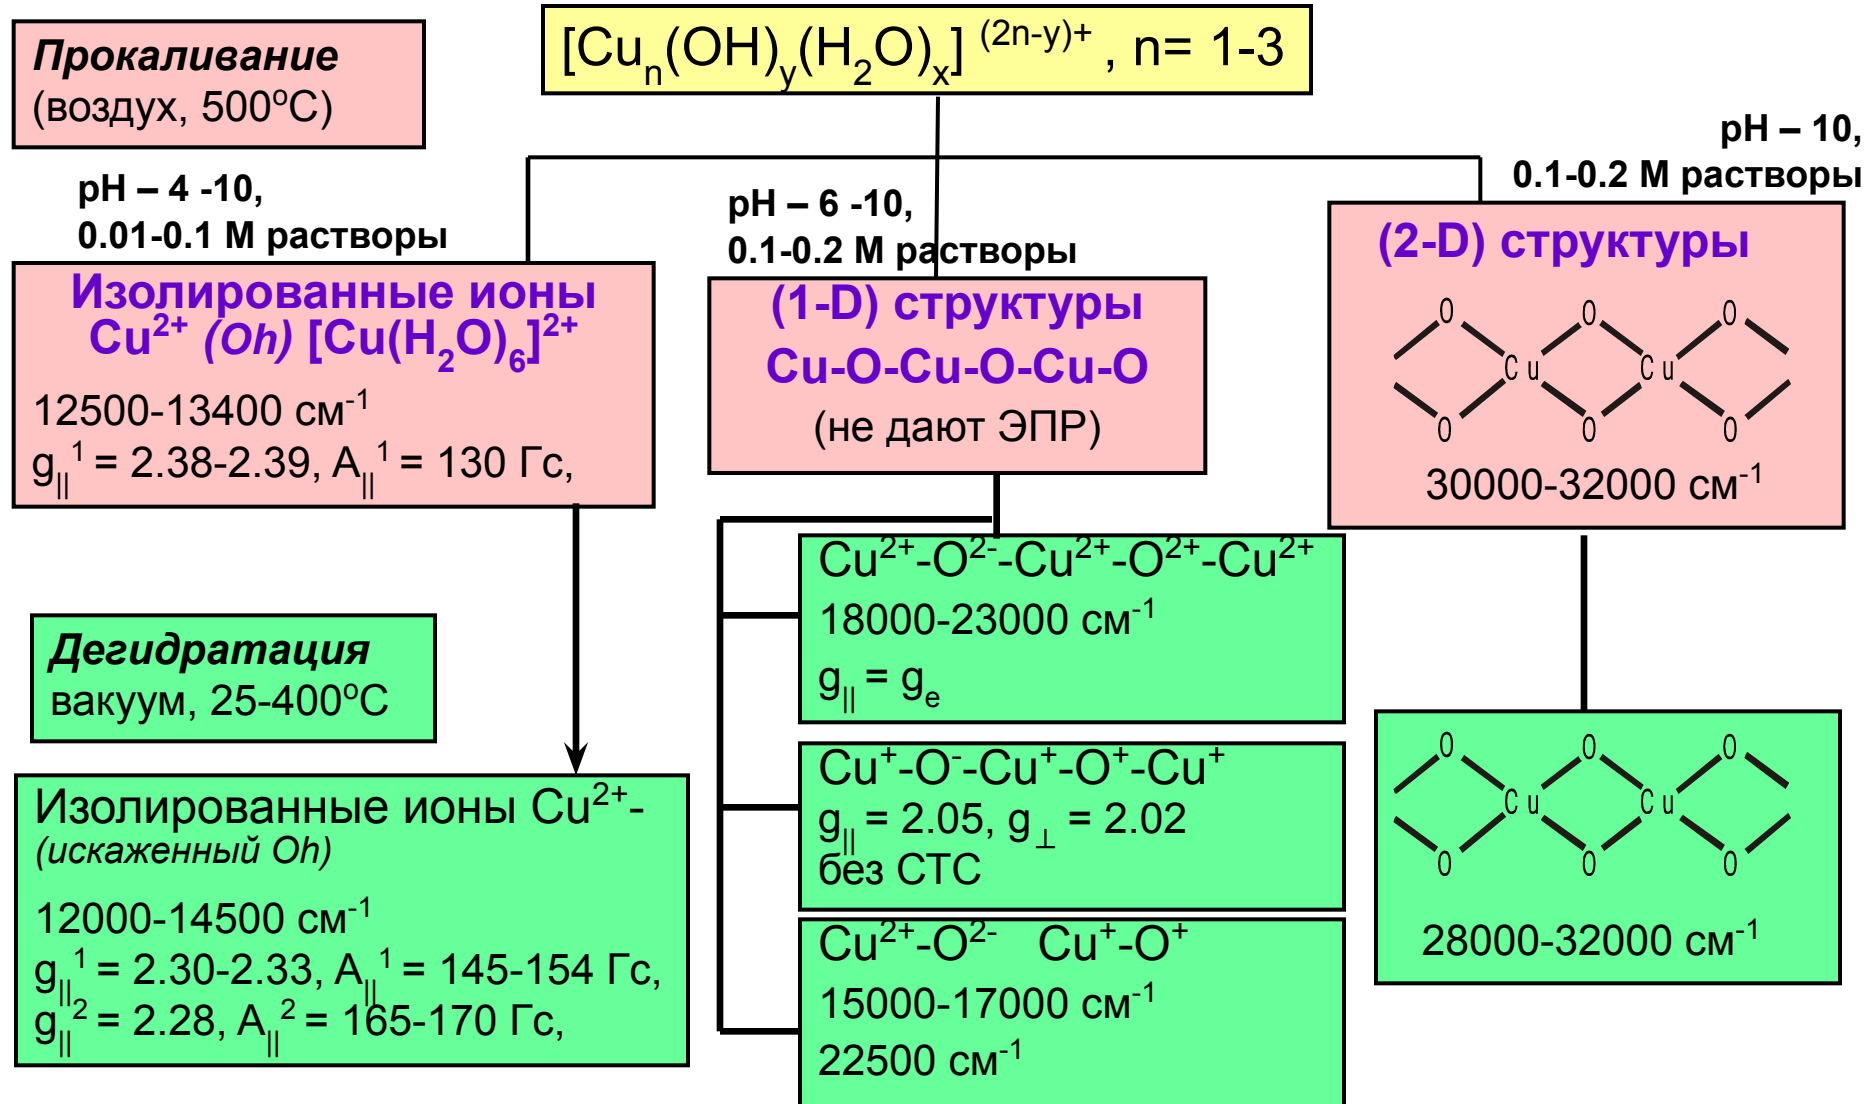 Прокаливание
(воздух, 500ºС)
[Cuₙ(OH)ᵧ(H₂O)ₓ] ⁽²ⁿ⁻ʸ⁾⁺ , n= 1-3
pH – 4 -10,
0.01-0.1 М растворы
pH – 6 -10,
0.1-0.2 М растворы
pH – 10,
0.1-0.2 М растворы
Изолированные ионы
Cu²⁺ (Oh) [Cu(H₂O)₆]²⁺
12500-13400 см⁻¹
g||¹ = 2.38-2.39, A||¹ = 130 Гс,
(1-D) структуры
Cu-O-Cu-O-Cu-O
(не дают ЭПР)
(2-D) структуры
O O O
Cu Cu
O O O
30000-32000 см⁻¹
Дегидратация
вакуум, 25-400ºС
Изолированные ионы Cu²⁺-
(искаженный Oh)
12000-14500 см⁻¹
g||¹ = 2.30-2.33, A||¹ = 145-154 Гс,
g||² = 2.28, A||² = 165-170 Гс,
Cu²⁺-O²⁻-Cu²⁺-O²⁺-Cu²⁺
18000-23000 см⁻¹
g|| = gₑ
Cu⁺-O⁻-Cu⁺-O⁺-Cu⁺
g|| = 2.05, g⊥ = 2.02
без СТС
Cu²⁺-O²⁻ Cu⁺-O⁺
15000-17000 см⁻¹
22500 см⁻¹
O O O
Cu Cu
O O O
28000-32000 см⁻¹